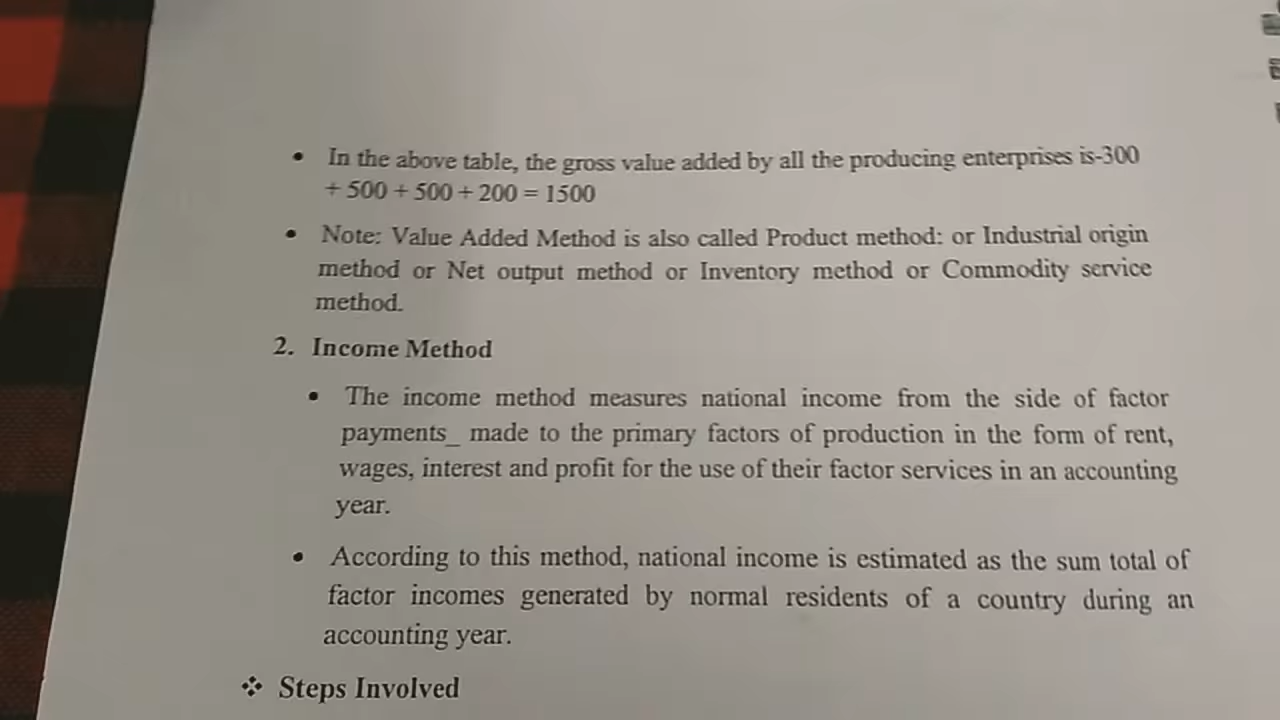 • In the above table, the gross value added by all the producing enterprises is-300
+ 500 + 500 + 200 = 1500
• Note: Value Added Method is also called Product method: or Industrial origin
method or Net output method or Inventory method or Commodity service
method.
2. Income Method
• The income method measures national income from the side of factor
payments_ made to the primary factors of production in the form of rent,
wages, interest and profit for the use of their factor services in an accounting
year.
• According to this method, national income is estimated as the sum total of
factor incomes generated by normal residents of a country during an
accounting year.
❖ Steps Involved